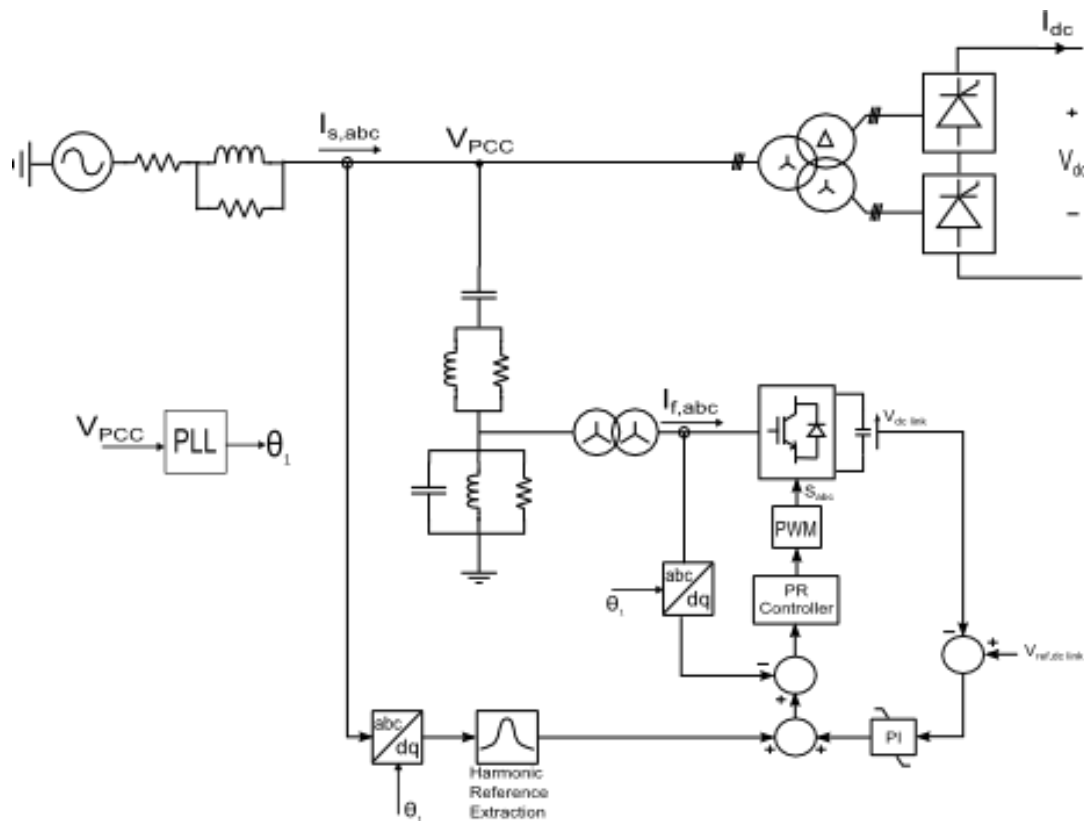 I_dc
I_s,abc
V_PCC
+
V_dc
−
I_f,abc
V_dc link
V_PCC
PLL
θ_1
S_abc
PWM
abc
dq
θ_1
PR
Controller
−
+
V_ref,dc link
−
+
abc
dq
+
+
PI
Harmonic
Reference
Extraction
θ_1